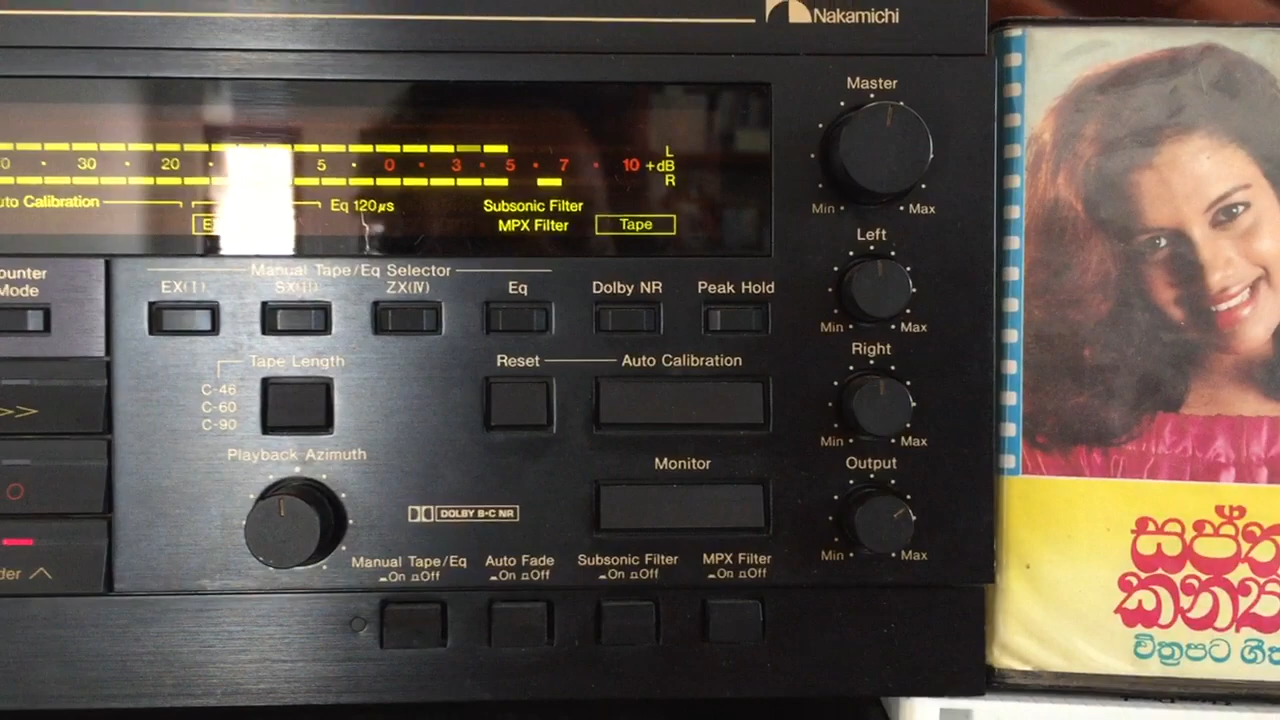 Nakamichi
Master
Min Max
30 20 5 0 3 5 7 10 +dB
L
R
Calibration
Eq 120µs
Subsonic Filter
MPX Filter
Tape
Left
Min Max
Mode
Manual Tape/Eq Selector
EX(I) SX(II) ZX(IV) Eq Dolby NR Peak Hold
Right
Min Max
Tape Length
C-46
C-60
C-90
Reset
Auto Calibration
Playback Azimuth
Monitor
Output
Min Max
DOLBY B-C NR
Manual Tape/Eq Auto Fade Subsonic Filter MPX Filter
On Off On Off On Off On Off
සප්ත
චිත්‍රපට